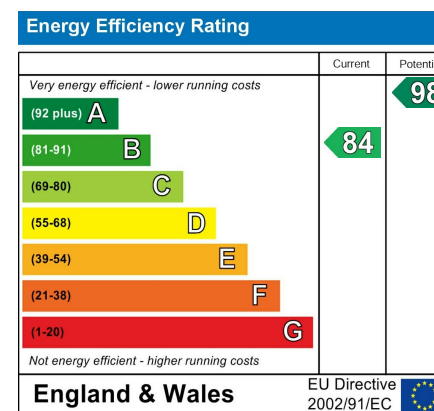 Energy Efficiency Rating
Current Potenti
Very energy efficient - lower running costs
98
(92 plus) A
(81-91) B
84
(69-80) C
(55-68) D
(39-54) E
(21-38) F
(1-20) G
Not energy efficient - higher running costs
England & Wales
EU Directive
2002/91/EC